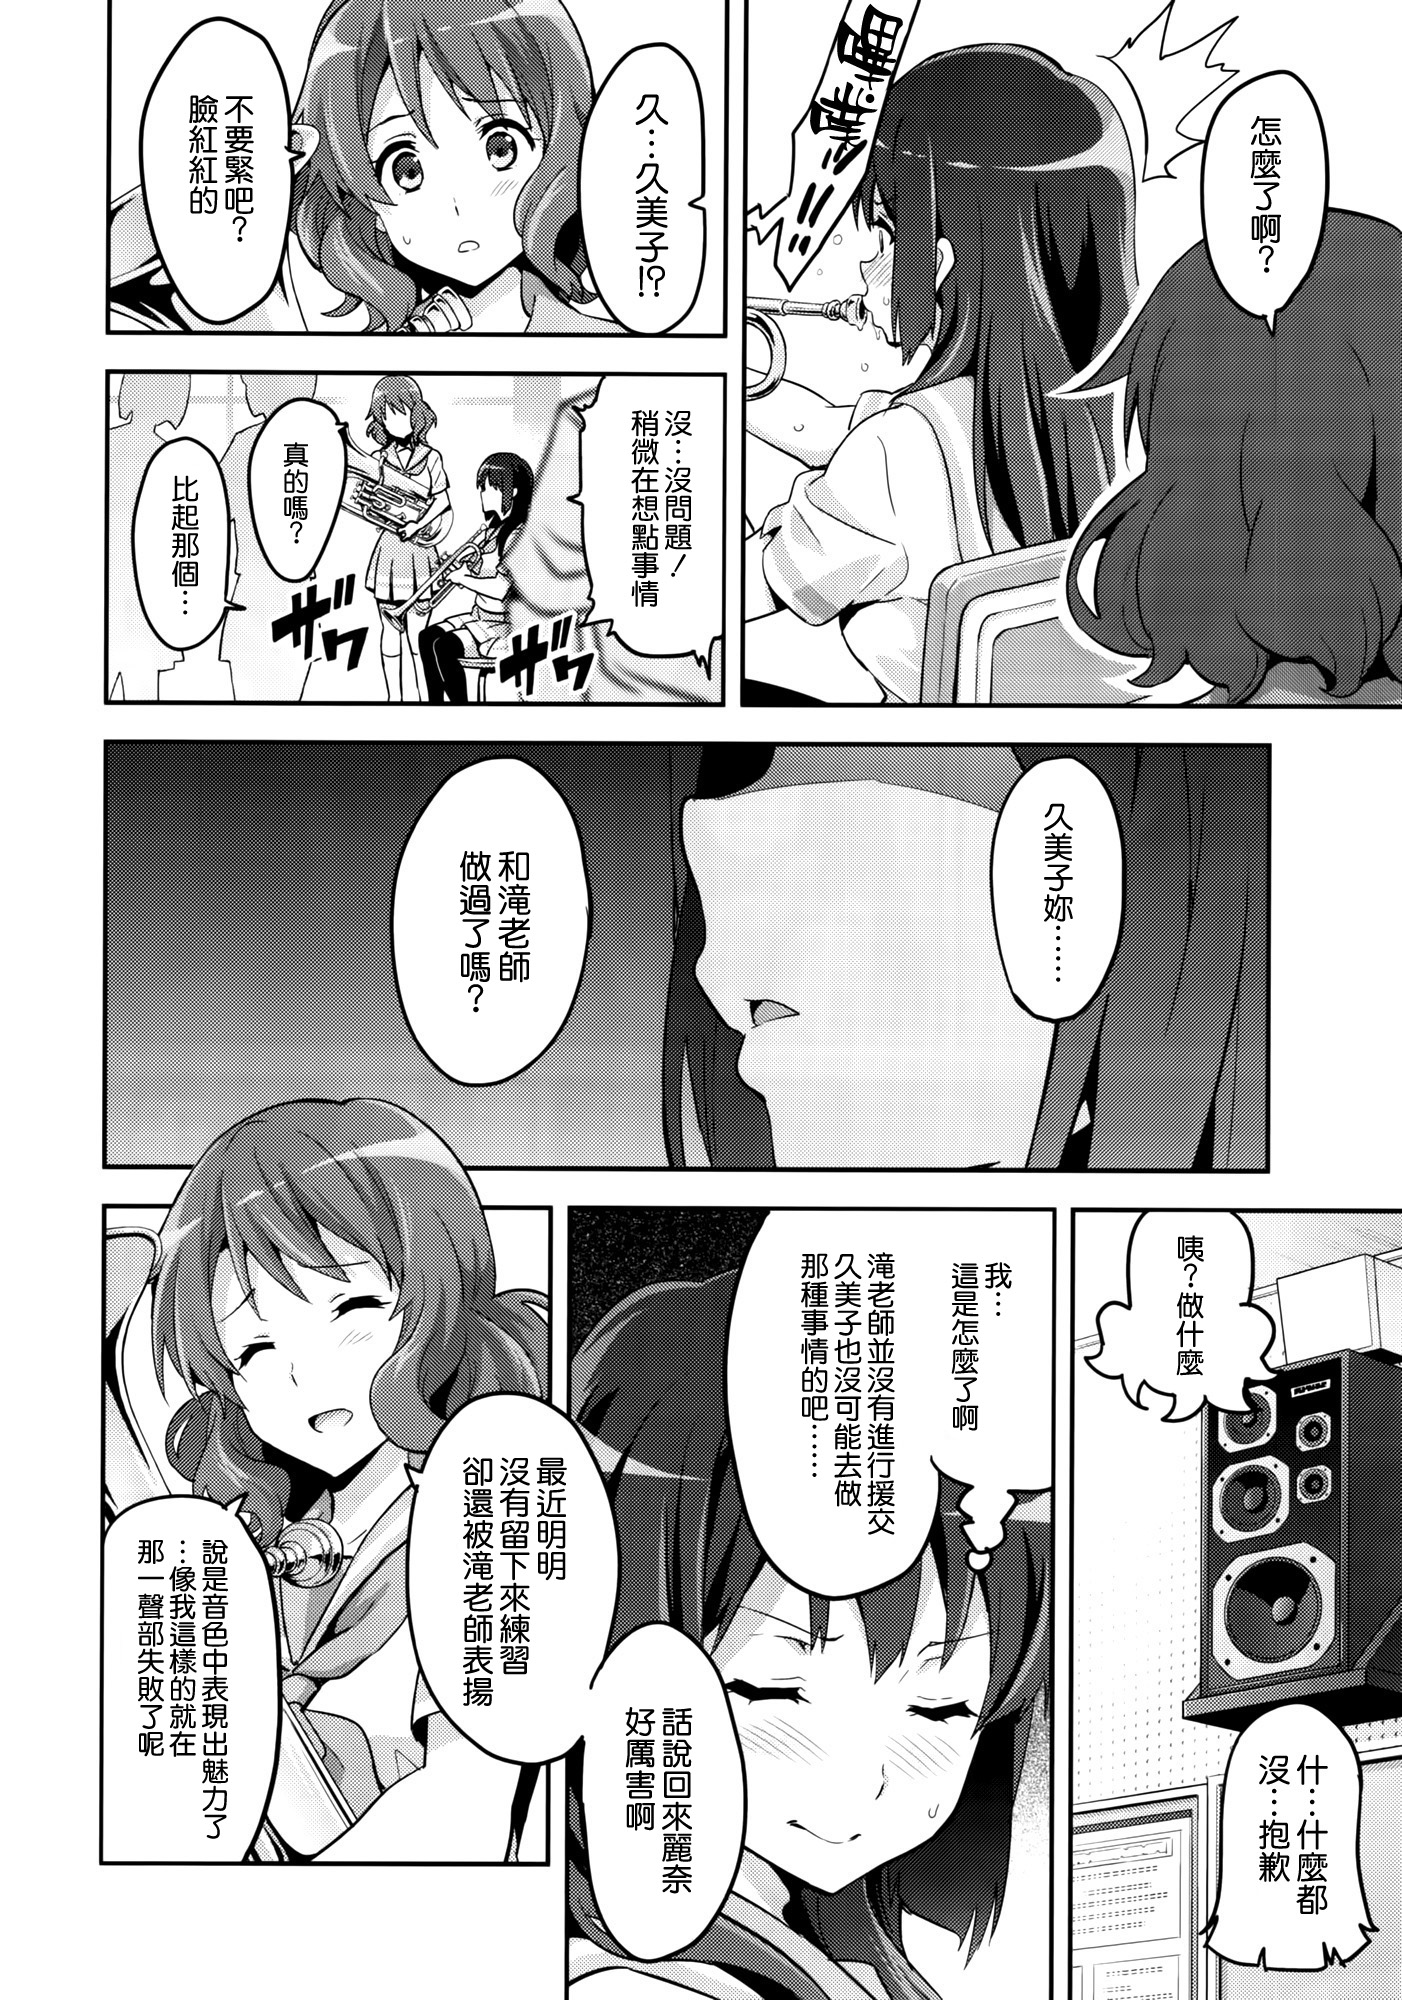 怎麼了啊?
久…久美子!?
不要緊吧?
臉紅紅的
沒…沒問題!
稍微在想點事情
真的嗎?
比起那個…
ザワ
ザワ
久美子妳……
和滝老師
做過了嗎?
咦?做什麼
什…什麼都
沒…抱歉
我…
這是怎麼了啊
滝老師並沒有進行援交
久美子也沒可能去做
那種事情的吧……
話說回來麗奈
好厲害啊
最近明明
沒有留下來練習
卻還被滝老師表揚
說是音色中表現出魅力了
…像我這樣的就在
那一聲部失敗了呢